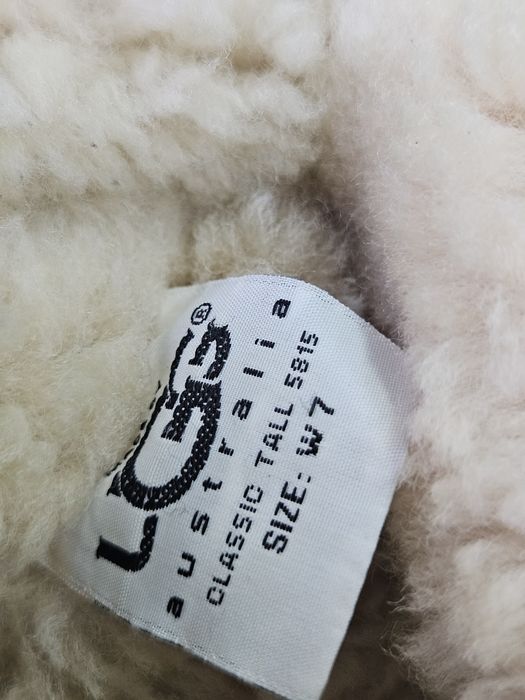 UGG®
australia
CLASSIC TALL 5815
SIZE: W7